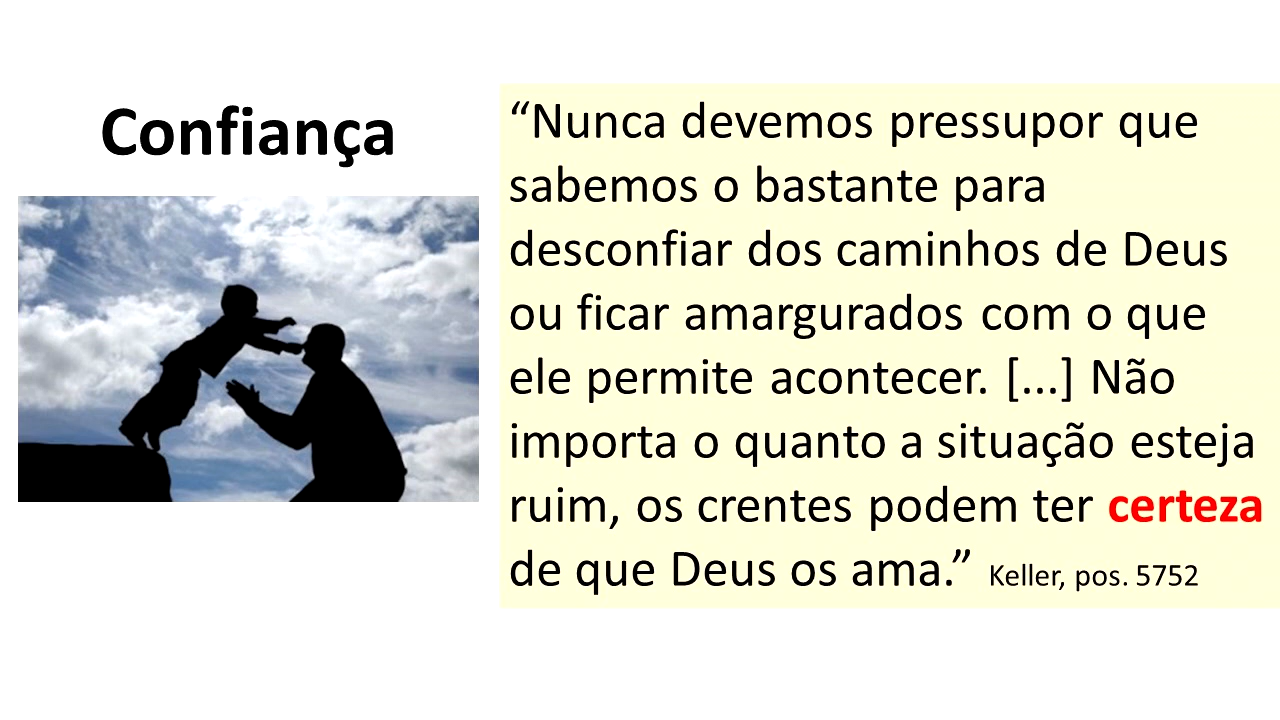 Confiança
“Nunca devemos pressupor que
sabemos o bastante para
desconfiar dos caminhos de Deus
ou ficar amargurados com o que
ele permite acontecer. [...] Não
importa o quanto a situação esteja
ruim, os crentes podem ter certeza
de que Deus os ama.” Keller, pos. 5752